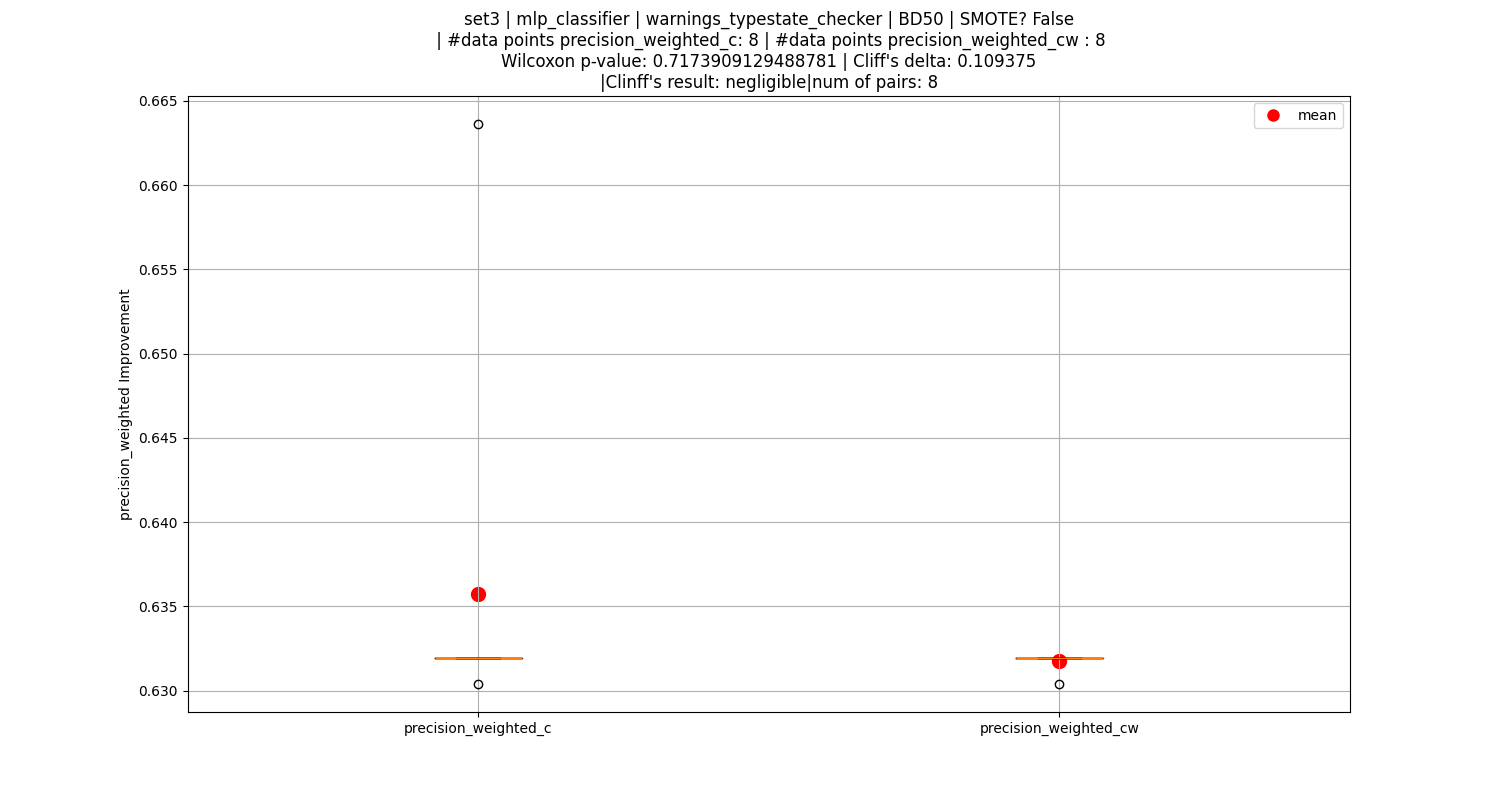 set3 | mlp_classifier | warnings_typestate_checker | BD50 | SMOTE? False
| #data points precision_weighted_c: 8 | #data points precision_weighted_cw : 8
Wilcoxon p-value: 0.7173909129488781 | Cliff's delta: 0.109375
|Clinff's result: negligible|num of pairs: 8
mean
precision_weighted Improvement
0.665
0.660
0.655
0.650
0.645
0.640
0.635
0.630
precision_weighted_c
precision_weighted_cw